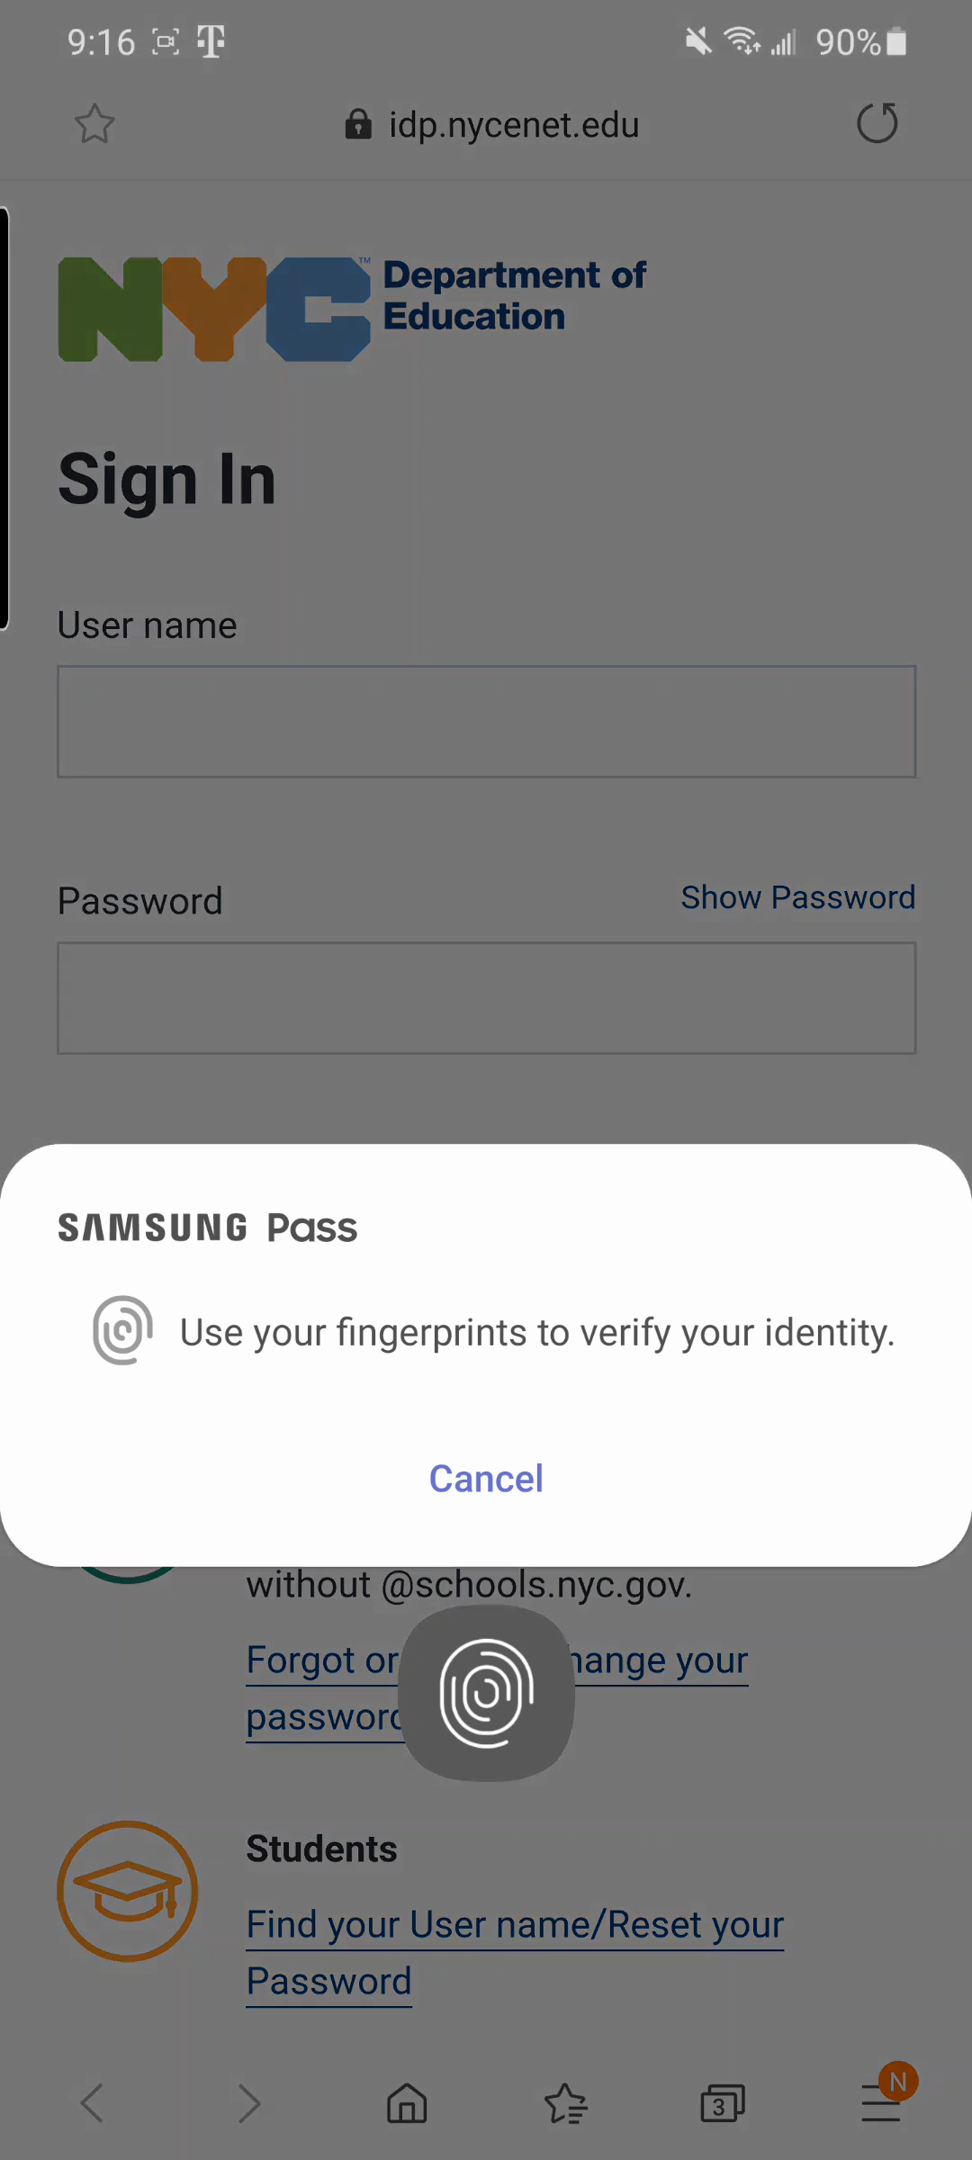 9:16
90%
idp.nycenet.edu
NYC™
Department of
Education
Sign In
User name
Password
Show Password
SAMSUNG Pass
Use your fingerprints to verify your identity.
Cancel
without @schools.nyc.gov.
Forgot or hange your
password
Students
Find your User name/Reset your
Password
3
N